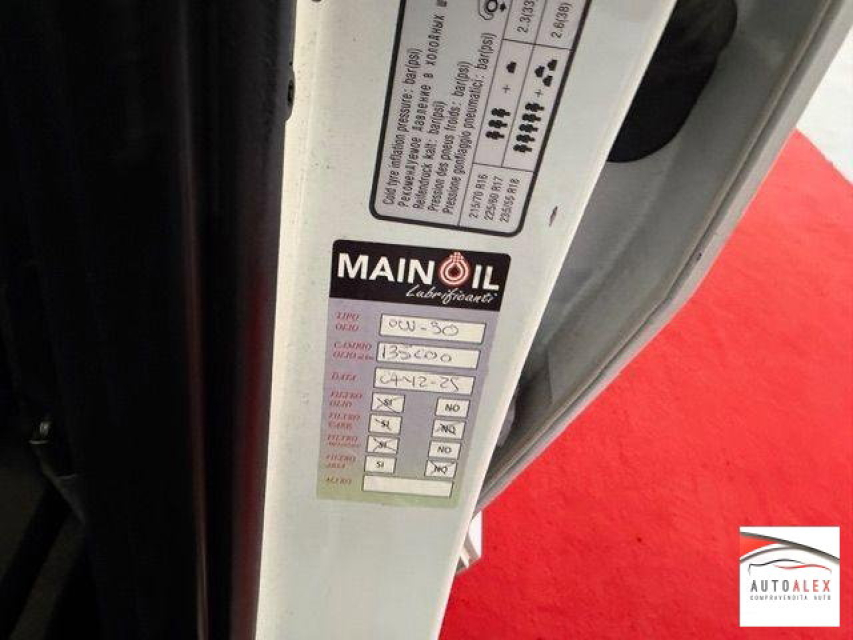 2.3(33
2.6(38)
Cold tyre inflation pressure: bar(psi)
Рекомендуемое давление в холодных ш
Reifendruck kalt: bar(psi)
Pression des pneus froids: bar(psi)
Pressione gonfiaggio pneumatici: bar(psi)
215/70 R16
225/60 R17
235/55 R18
MAIN OIL
Lubrificanti
TIPO OLIO 0W-30
CAMBIO OLIO
DATA 04-12-25
FILTRO OLIO SI NO
FILTRO CARB. SI NO
FILTRO SI NO
FILTRO ARIA SI NO
ALTRO
AUTOALEX
COMPRAVENDITA AUTO